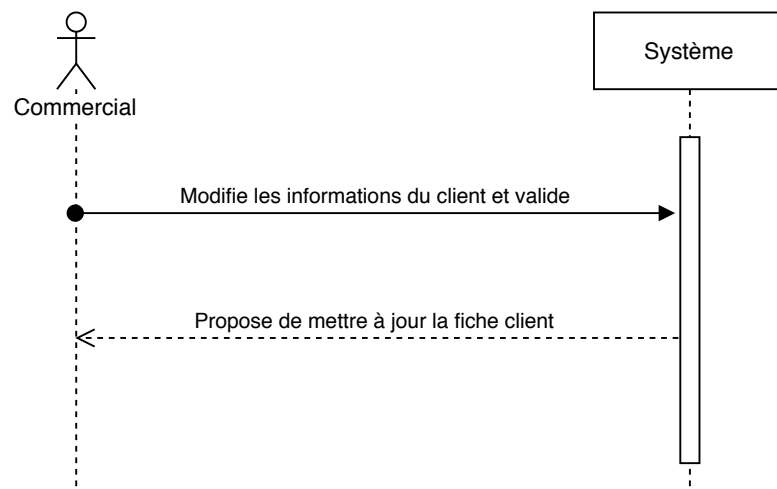 Commercial
Système
Modifie les informations du client et valide
Propose de mettre à jour la fiche client